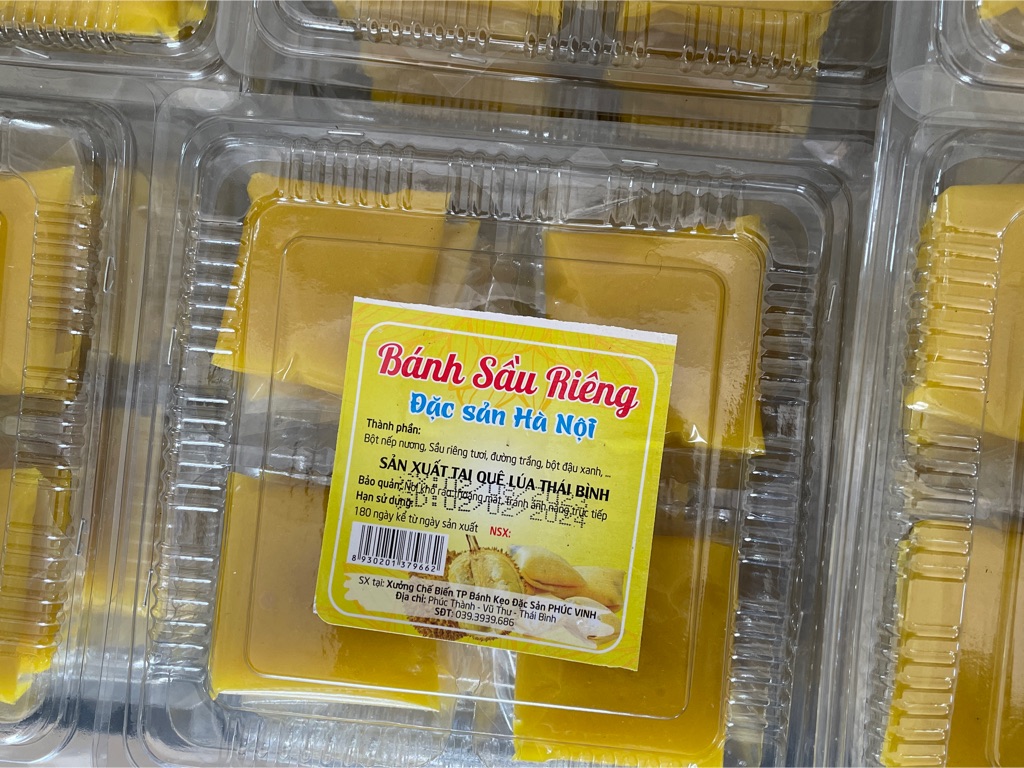 Bánh Sầu Riêng
Đặc sản Hà Nội
Thành phần:
Bột nếp nương, Sầu riêng tươi, đường trắng, bột đậu xanh, ...
SẢN XUẤT TẠI QUÊ LÚA THÁI BÌNH
Bảo quản: Nơi khô ráo, thoáng mát, tránh ánh nắng trực tiếp
Hạn sử dụng:
180 ngày kể từ ngày sản xuất NSX:
8 930201 379662
SX tại: Xưởng Chế Biến TP Bánh Kẹo Đặc Sản PHÚC VINH
Địa chỉ: Phúc Thành - Vũ Thư - Thái Bình
SĐT: 039.3939.686